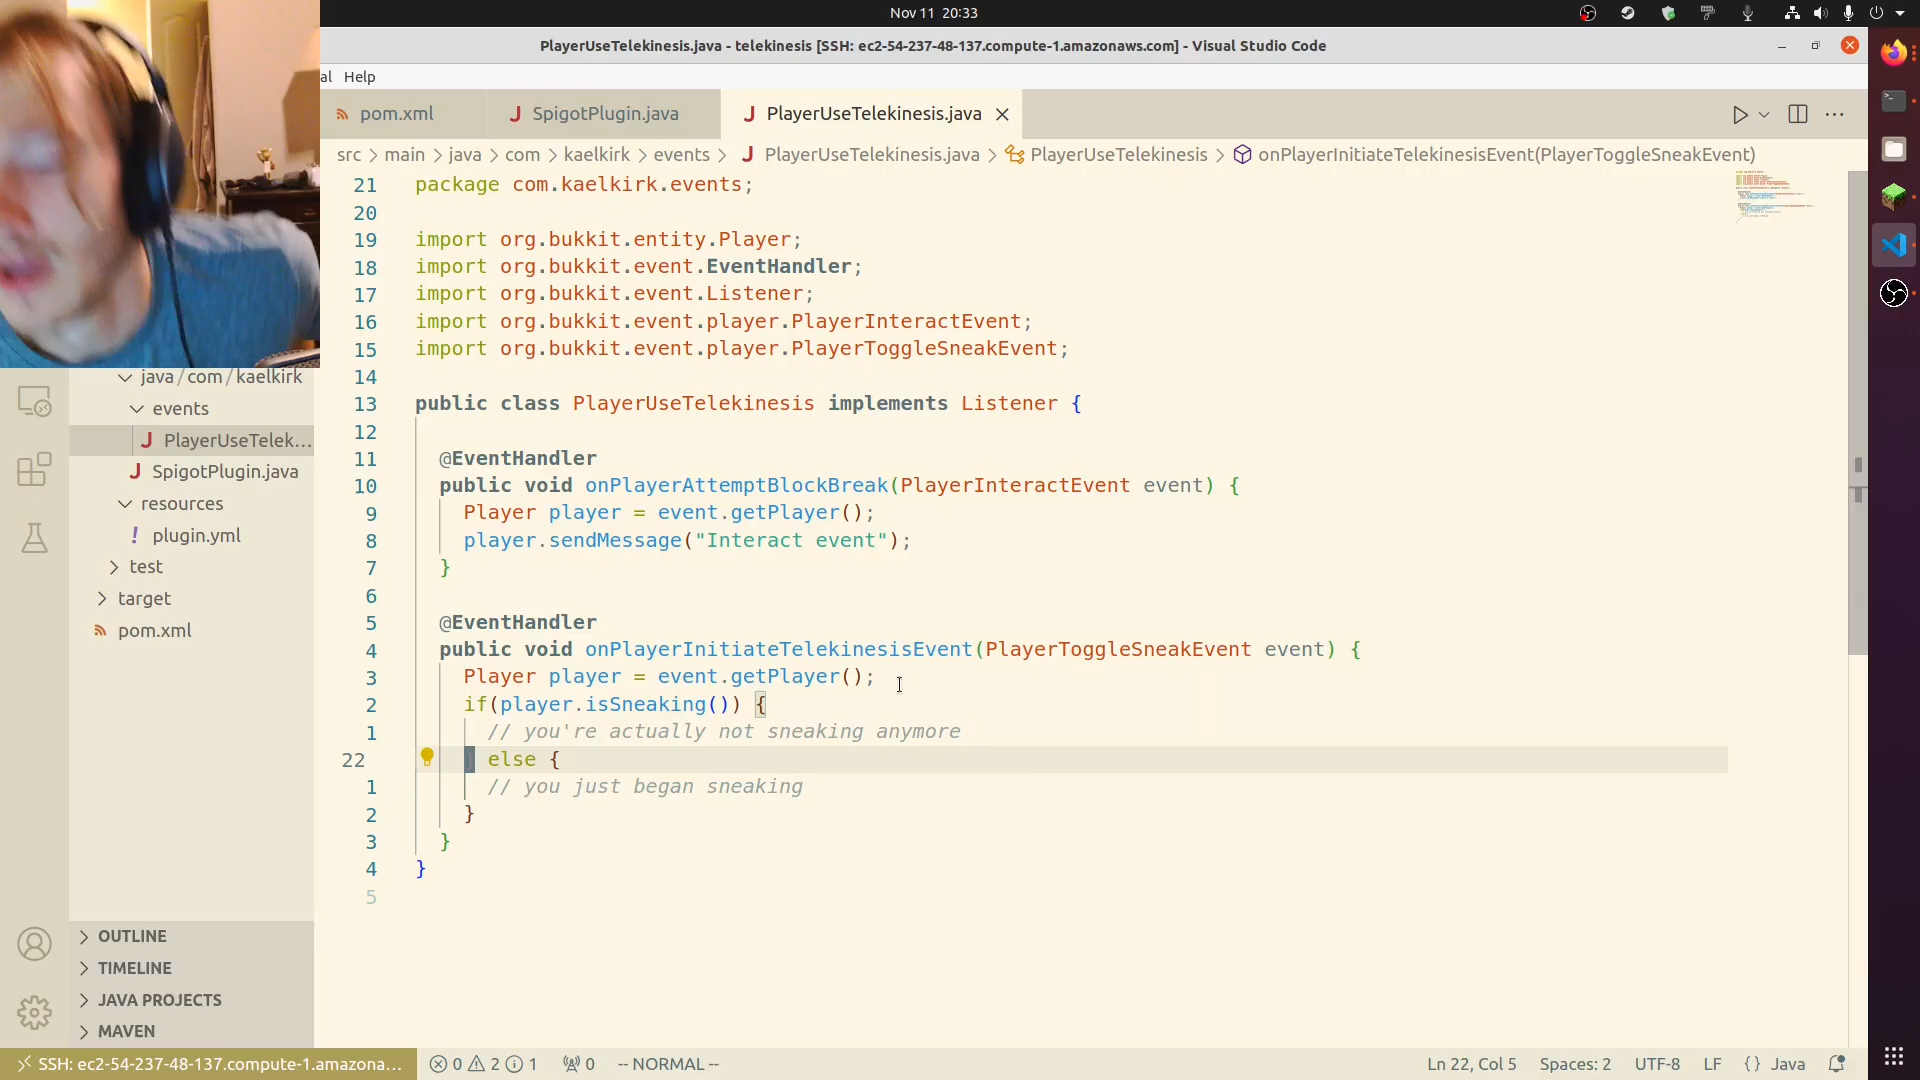 Nov 11 20:33
PlayerUseTelekinesis.java - telekinesis [SSH: ec2-54-237-48-137.compute-1.amazonaws.com] - Visual Studio Code
al Help
pom.xml
SpigotPlugin.java
PlayerUseTelekinesis.java
src > main > java > com > kaelkirk > events > PlayerUseTelekinesis.java > PlayerUseTelekinesis > onPlayerInitiateTelekinesisEvent(PlayerToggleSneakEvent)
java/com/kaelkirk
events
PlayerUseTelek...
SpigotPlugin.java
resources
plugin.yml
test
target
pom.xml
OUTLINE
TIMELINE
JAVA PROJECTS
MAVEN
21 package com.kaelkirk.events;
20
19 import org.bukkit.entity.Player;
18 import org.bukkit.event.EventHandler;
17 import org.bukkit.event.Listener;
16 import org.bukkit.event.player.PlayerInteractEvent;
15 import org.bukkit.event.player.PlayerToggleSneakEvent;
14
13 public class PlayerUseTelekinesis implements Listener {
12
11 @EventHandler
10 public void onPlayerAttemptBlockBreak(PlayerInteractEvent event) {
9 Player player = event.getPlayer();
8 player.sendMessage("Interact event");
7 }
6
5 @EventHandler
4 public void onPlayerInitiateTelekinesisEvent(PlayerToggleSneakEvent event) {
3 Player player = event.getPlayer();
2 if(player.isSneaking()) {
1 // you're actually not sneaking anymore
22 } else {
1 // you just began sneaking
2 }
3 }
4 }
5
SSH: ec2-54-237-48-137.compute-1.amazona...
0 2 1
0
-- NORMAL --
Ln 22, Col 5
Spaces: 2
UTF-8
LF
{ } Java